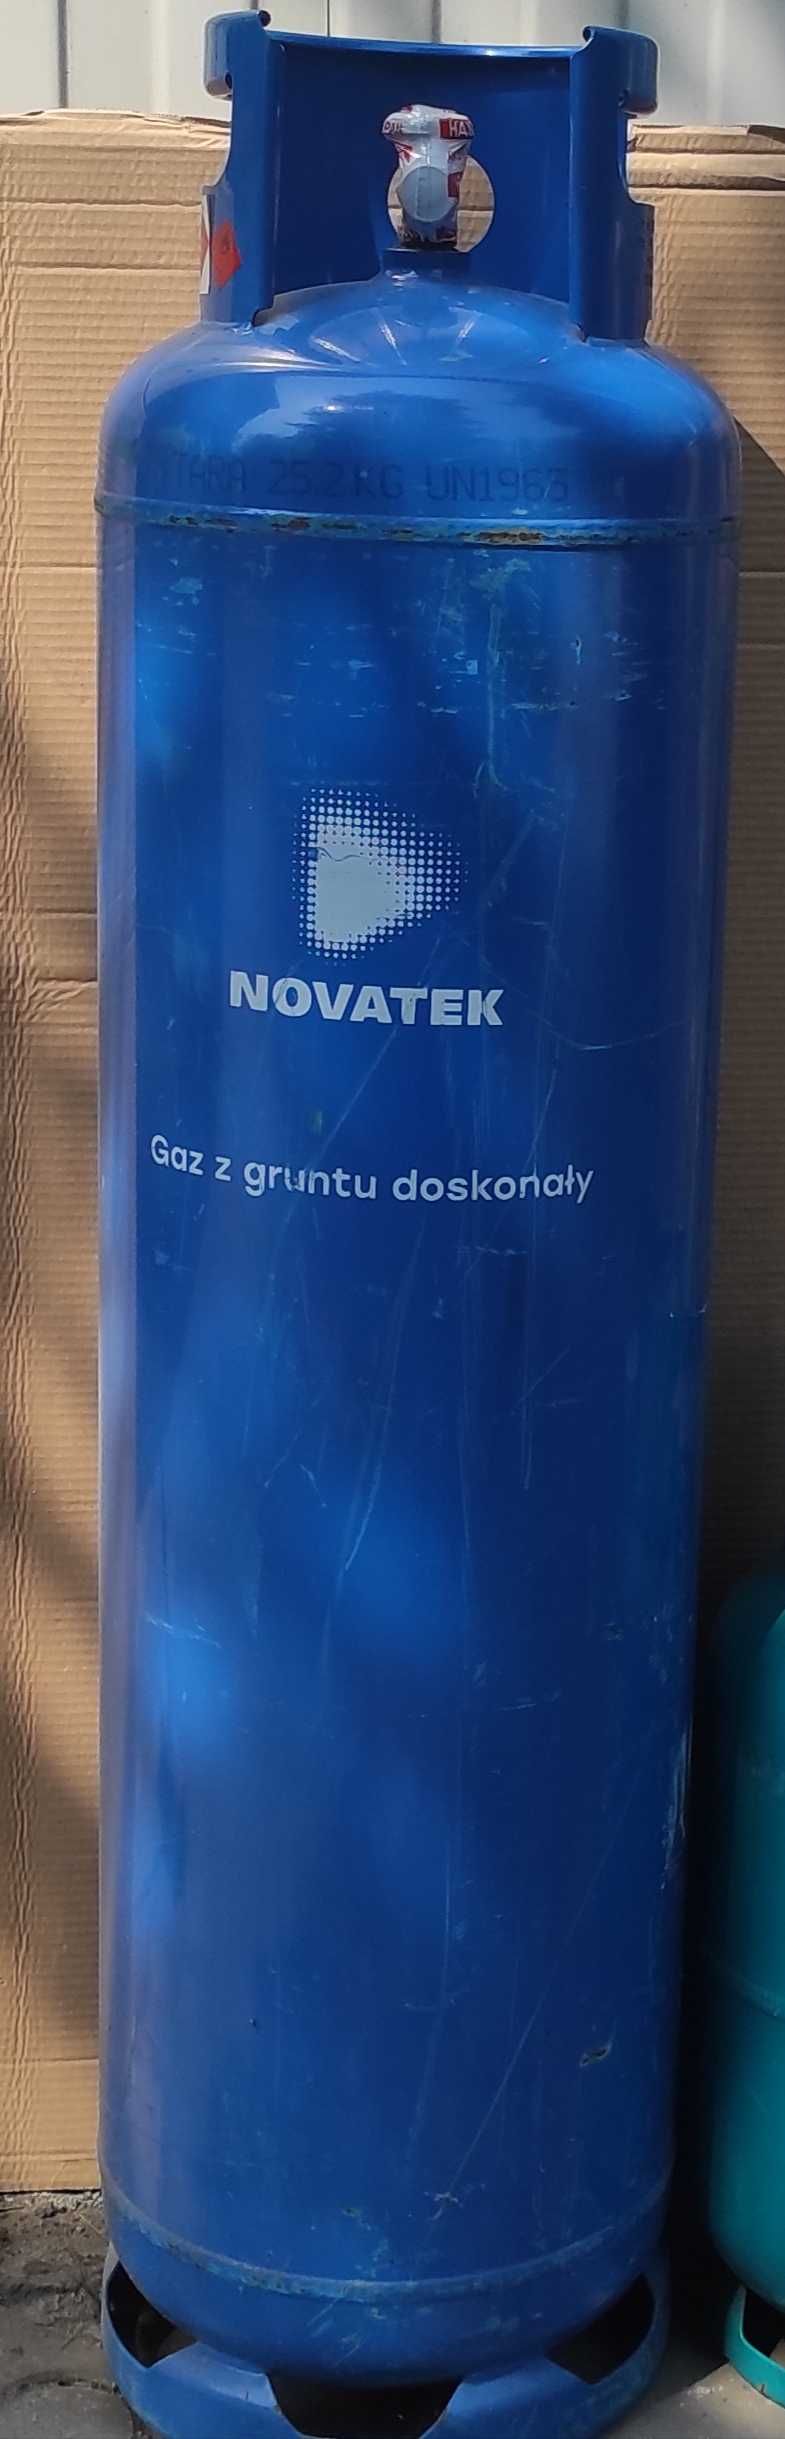 TARA 25.2 KG UN1965
NOVATEK
Gaz z gruntu doskonały